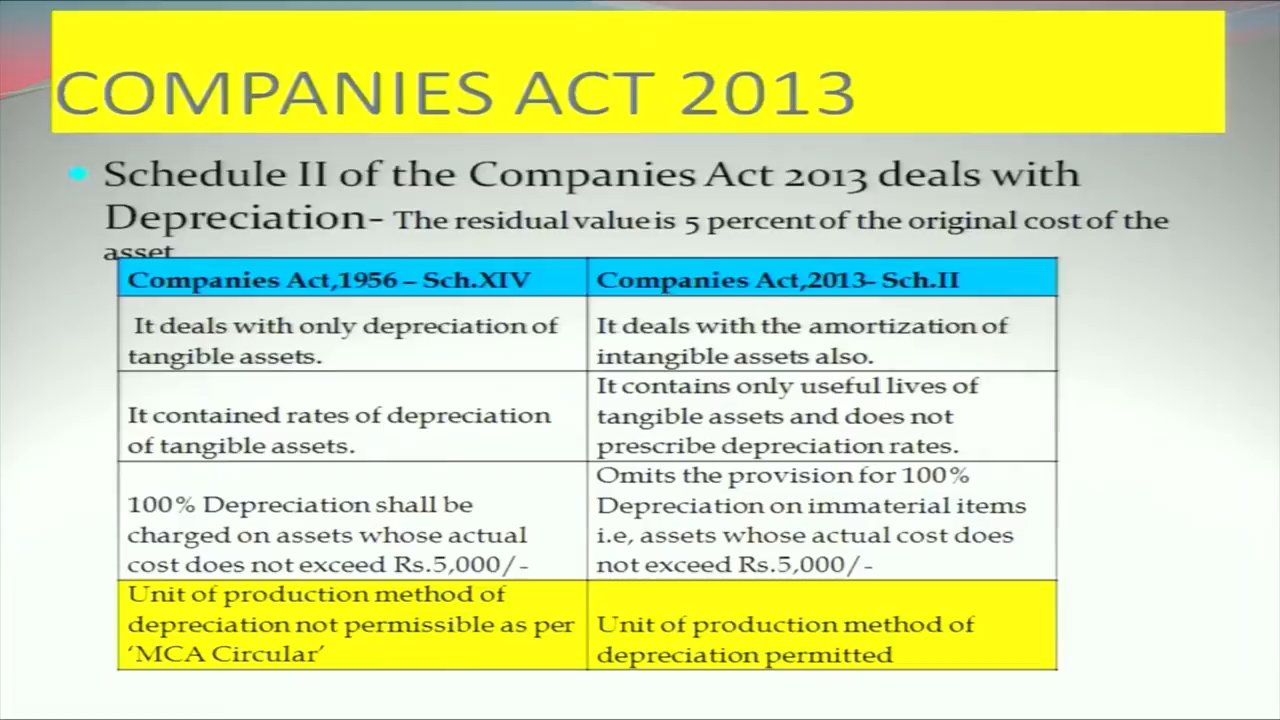 COMPANIES ACT 2013
• Schedule II of the Companies Act 2013 deals with
Depreciation- The residual value is 5 percent of the original cost of the
asset
Companies Act,1956 – Sch.XIV
Companies Act,2013- Sch.II
It deals with only depreciation of
tangible assets.
It deals with the amortization of
intangible assets also.
It contained rates of depreciation
of tangible assets.
It contains only useful lives of
tangible assets and does not
prescribe depreciation rates.
100% Depreciation shall be
charged on assets whose actual
cost does not exceed Rs.5,000/-
Omits the provision for 100%
Depreciation on immaterial items
i.e, assets whose actual cost does
not exceed Rs.5,000/-
Unit of production method of
depreciation not permissible as per
‘MCA Circular’
Unit of production method of
depreciation permitted